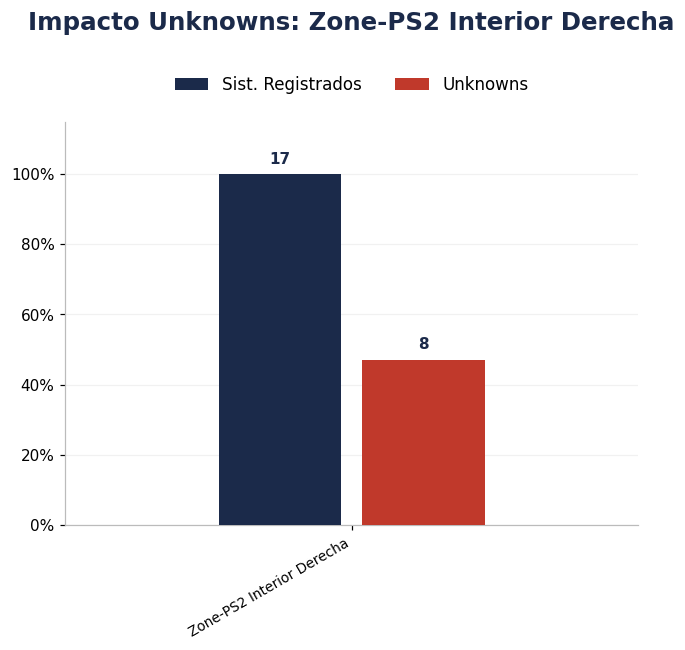 Impacto Unknowns: Zone-PS2 Interior Derecha
Sist. Registrados
Unknowns
17
100%
80%
60%
8
40%
20%
0%
Zone-PS2 Interior Derecha